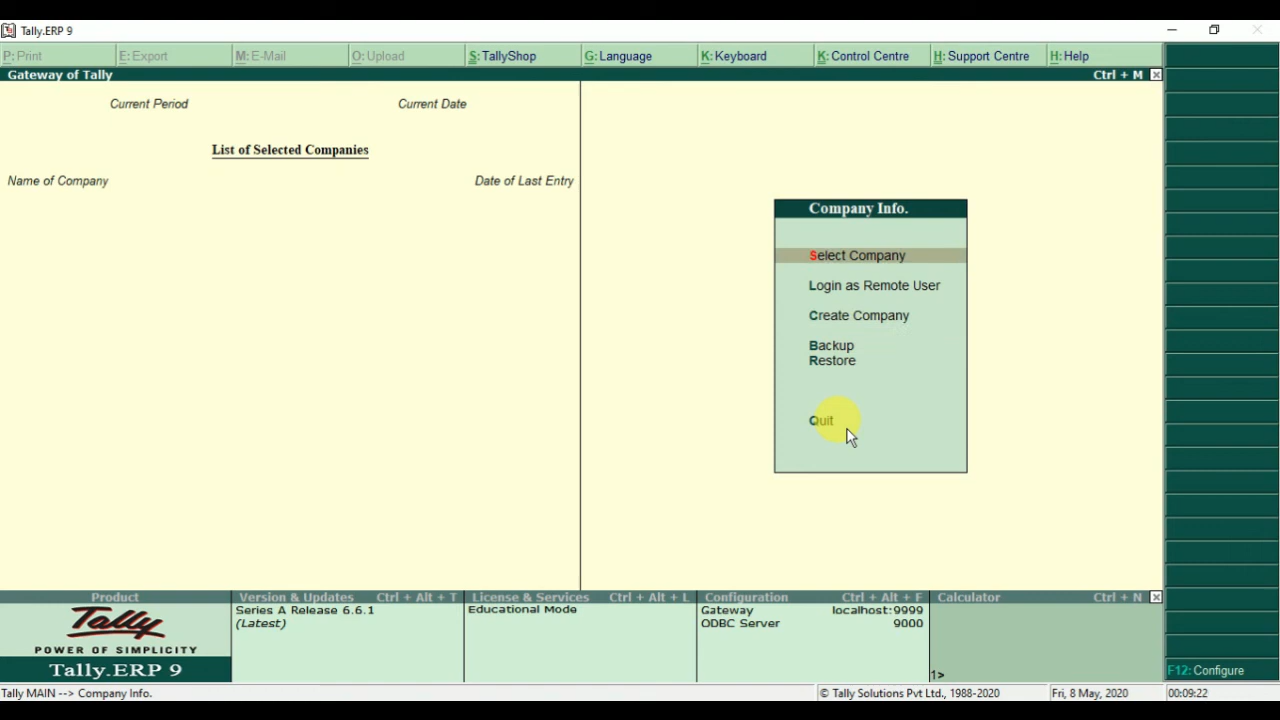 Tally.ERP 9
P: Print E: Export M: E-Mail O: Upload S: TallyShop G: Language K: Keyboard K: Control Centre H: Support Centre H: Help
Gateway of Tally Ctrl + M
Current Period Current Date
List of Selected Companies
Name of Company Date of Last Entry
Company Info.
Select Company
Login as Remote User
Create Company
Backup
Restore
Quit
Product Version & Updates Ctrl + Alt + T License & Services Ctrl + Alt + L Configuration Ctrl + Alt + F Calculator Ctrl + N
Tally
POWER OF SIMPLICITY
Tally.ERP 9
Series A Release 6.6.1
(Latest)
Educational Mode
Gateway localhost:9999
ODBC Server 9000
1>
F12: Configure
Tally MAIN --> Company Info. © Tally Solutions Pvt Ltd., 1988-2020 Fri, 8 May, 2020 00:09:22